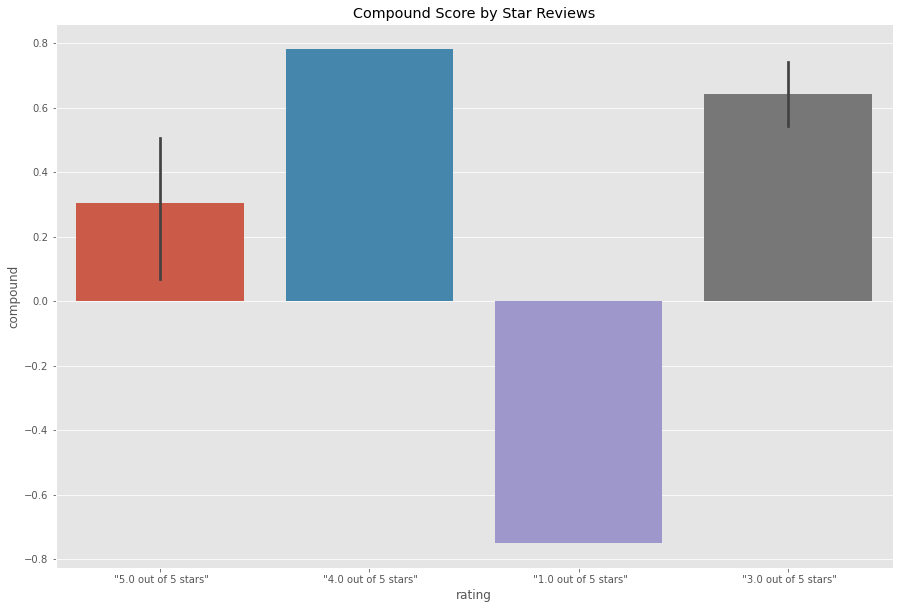 Compound Score by Star Reviews
compound
0.8
0.6
0.4
0.2
0.0
−0.2
−0.4
−0.6
−0.8
"5.0 out of 5 stars"
"4.0 out of 5 stars"
"1.0 out of 5 stars"
"3.0 out of 5 stars"
rating